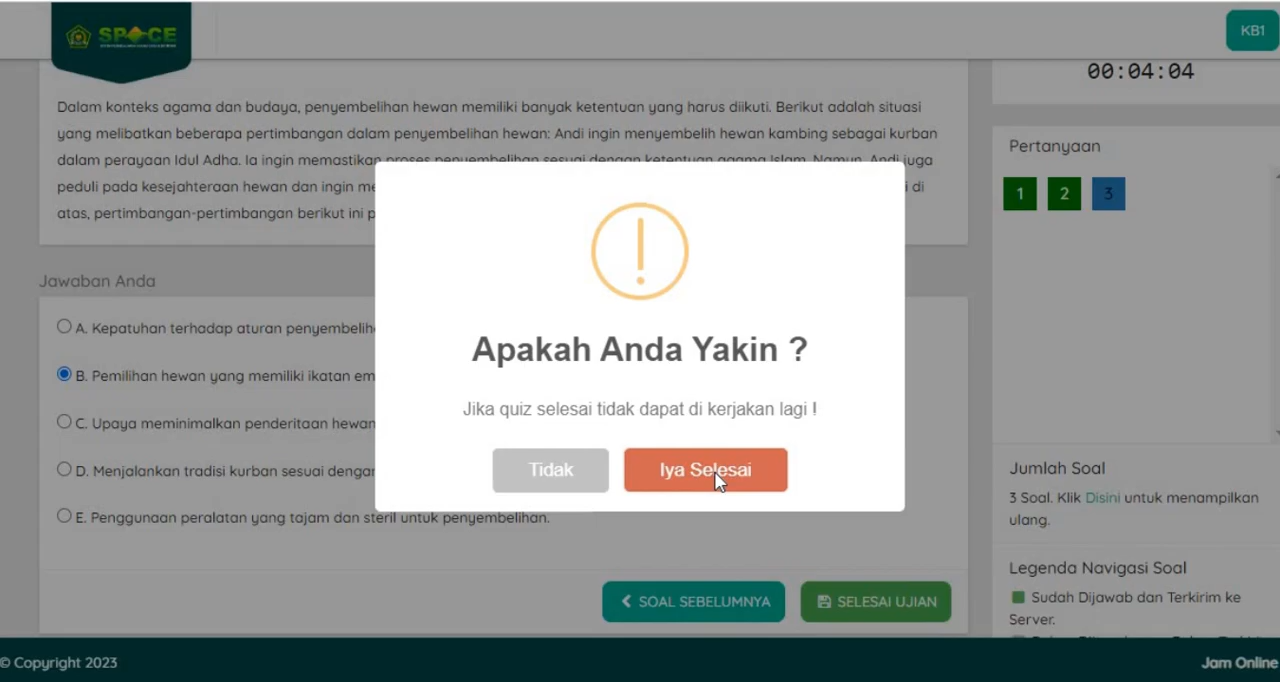 SPACE
KB1
00:04:04
Dalam konteks agama dan budaya, penyembelihan hewan memiliki banyak ketentuan yang harus diikuti. Berikut adalah situasi
yang melibatkan beberapa pertimbangan dalam penyembelihan hewan: Andi ingin menyembelih hewan kambing sebagai kurban
dalam perayaan Idul Adha. Ia ingin memastikan proses penyembelihan sesuai dengan ketentuan agama Islam. Namun, Andi juga
peduli pada kesejahteraan hewan dan ingin di
atas, pertimbangan-pertimbangan berikut ini
Pertanyaan
1 2 3
Jawaban Anda
A. Kepatuhan terhadap aturan
B. Pemilihan hewan yang memiliki ikatan
C. Upaya meminimalkan penderitaan hewan
D. Menjalankan tradisi kurban sesuai
E. Penggunaan peralatan yang tajam dan steril untuk penyembelihan.
Apakah Anda Yakin ?
Jika quiz selesai tidak dapat di kerjakan lagi !
Tidak
Iya Selesai
Jumlah Soal
3 Soal. Klik Disini untuk menampilkan
ulang.
Legenda Navigasi Soal
Sudah Dijawab dan Terkirim ke
Server.
SOAL SEBELUMNYA
SELESAI UJIAN
© Copyright 2023
Jam Online